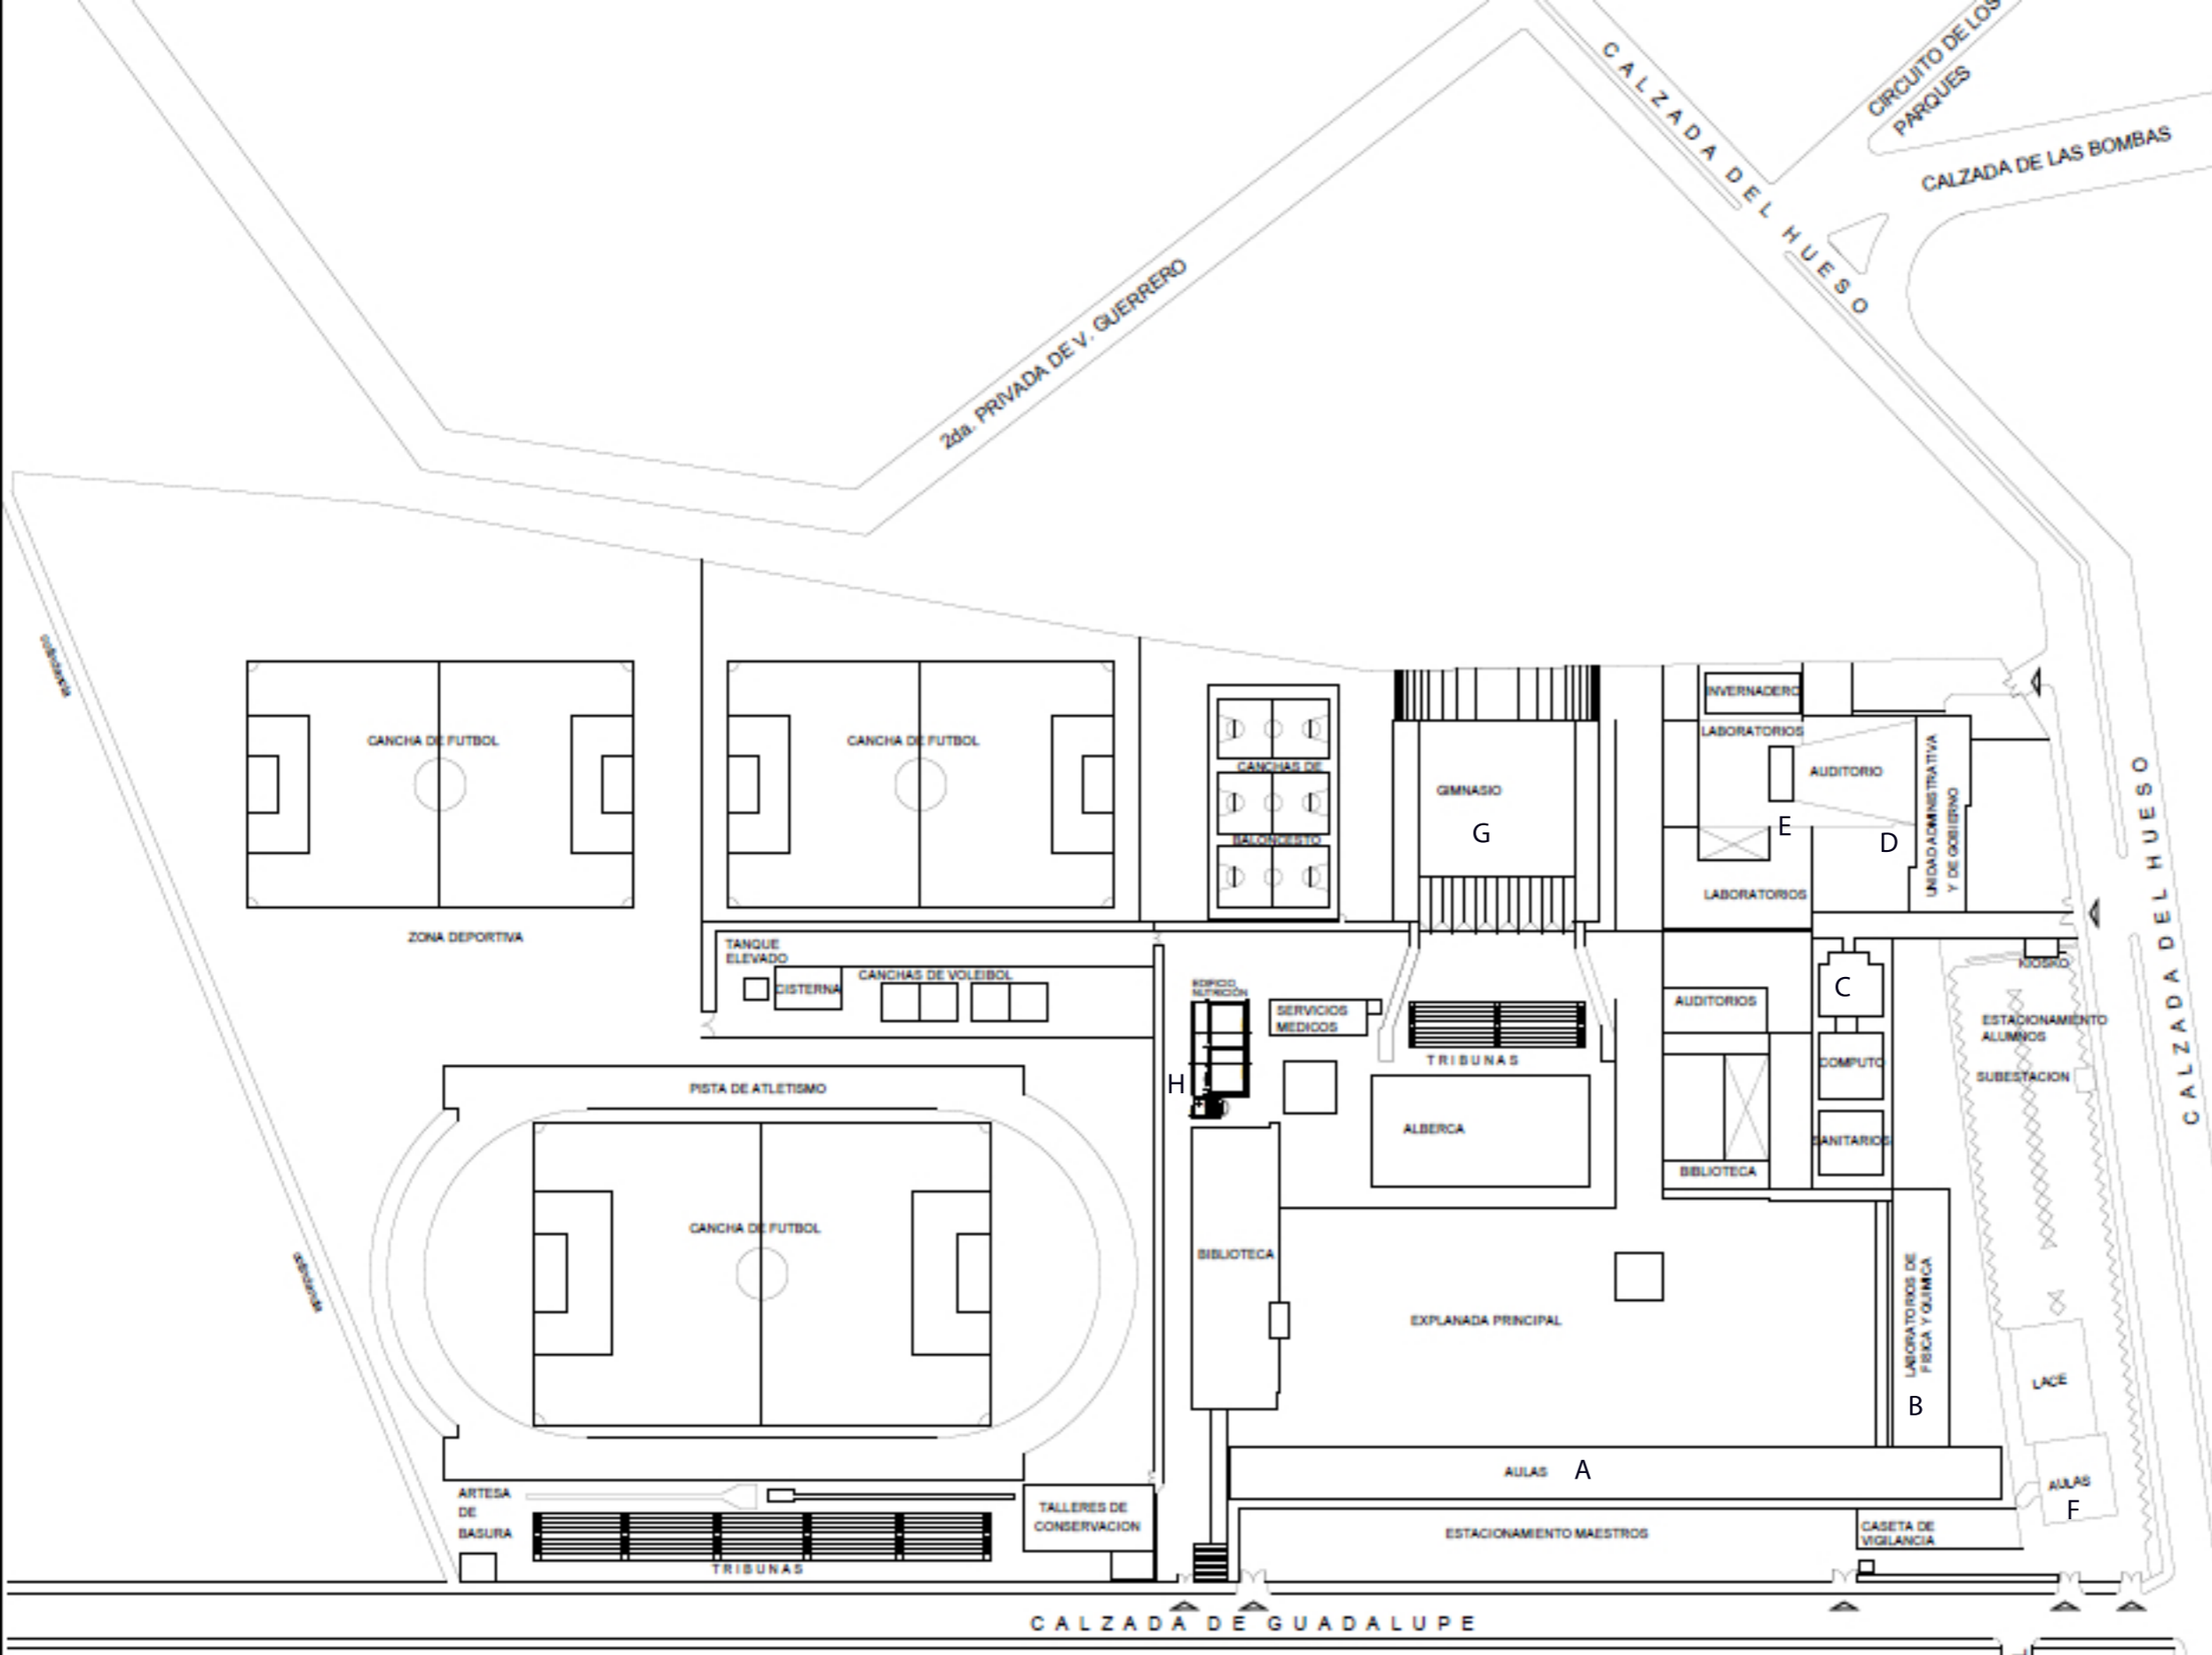 CALZADA DEL HUESO
CIRCUITO DE LOS
PARQUES
CALZADA DE LAS BOMBAS
2da. PRIVADA DE V. GUERRERO
colindancia
INVERNADERO
LABORATORIOS
CANCHA DE FUTBOL
CANCHA DE FUTBOL
CANCHAS DE
BALONCESTO
GIMNASIO
G
AUDITORIO
E
D
UNIDAD ADMINISTRATIVA
Y DE GOBIERNO
CALZADA DEL HUESO
LABORATORIOS
ZONA DEPORTIVA
TANQUE
ELEVADO
CISTERNA
CANCHAS DE VOLEIBOL
EDIFICIO
NUTRICIÓN
SERVICIOS
MEDICOS
AUDITORIOS
C
KIOSKO
ESTACIONAMIENTO
ALUMNOS
TRIBUNAS
COMPUTO
SUBESTACION
PISTA DE ATLETISMO
H
ALBERCA
SANITARIOS
BIBLIOTECA
CANCHA DE FUTBOL
BIBLIOTECA
colindancia
EXPLANADA PRINCIPAL
LABORATORIOS DE
FISICA Y QUIMICA
B
LACE
AULAS A
AULAS
F
ARTESA
DE
BASURA
TALLERES DE
CONSERVACION
ESTACIONAMIENTO MAESTROS
CASETA DE
VIGILANCIA
TRIBUNAS
CALZADA DE GUADALUPE